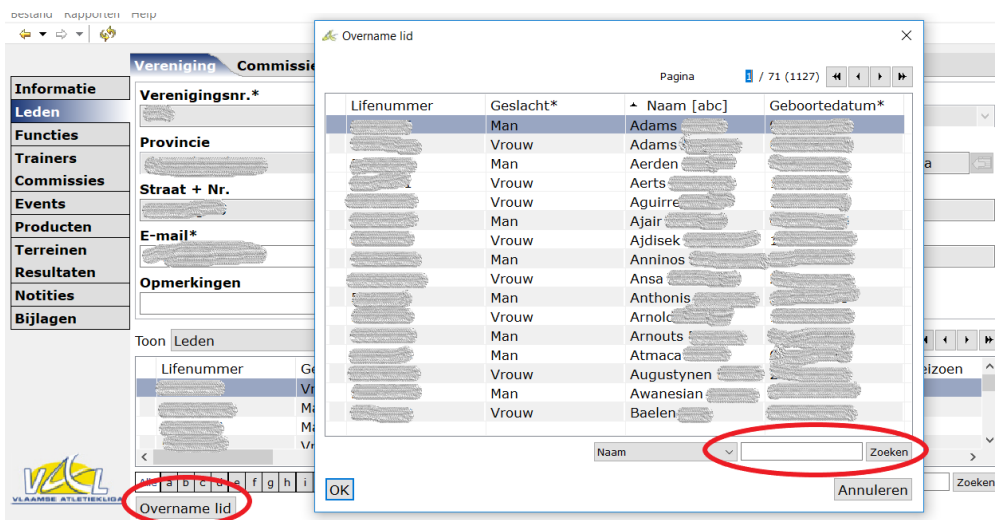 Bestand Rapporten Help
Overname lid
Vereniging Commissie
Pagina 1 / 71 (1127)
Informatie
Leden
Functies
Trainers
Commissies
Events
Producten
Terreinen
Resultaten
Notities
Bijlagen
Verenigingsnr.*
Provincie
Straat + Nr.
E-mail*
Opmerkingen
Toon Leden
Lifenummer
Lifenummer Geslacht* Naam [abc] Geboortedatum*
Man Adams
Vrouw Adams
Man Aerden
Vrouw Aerts
Vrouw Aguirre
Man Ajair
Vrouw Ajdisek
Man Anninos
Vrouw Ansa
Man Anthonis
Vrouw
Man Arnouts
Man Atmaca
Vrouw Augustynen
Man Awanesian
Vrouw Baelen
Naam Zoeken
OK Annuleren
a b c d e f g h i
Zoeken
Overname lid
VAL
VLAAMSE ATLETIEKLIGA